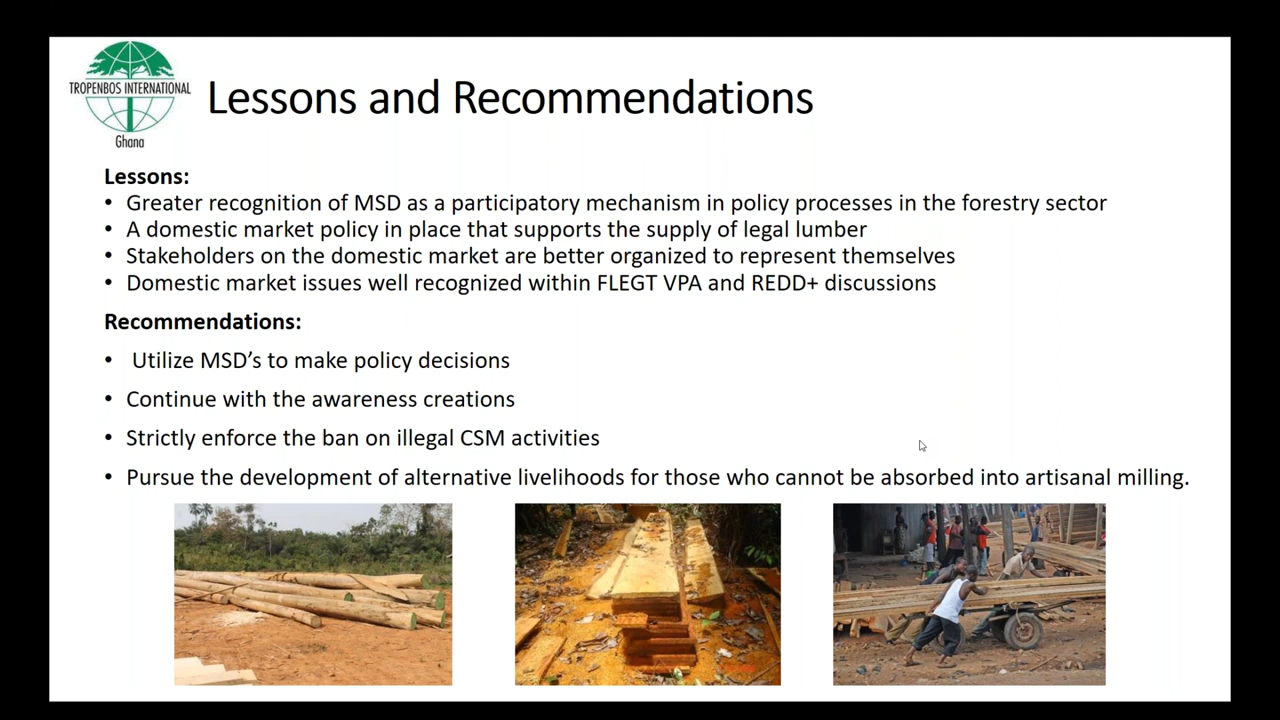 TROPENBOS INTERNATIONAL
Ghana
Lessons and Recommendations
Lessons:
• Greater recognition of MSD as a participatory mechanism in policy processes in the forestry sector
• A domestic market policy in place that supports the supply of legal lumber
• Stakeholders on the domestic market are better organized to represent themselves
• Domestic market issues well recognized within FLEGT VPA and REDD+ discussions
Recommendations:
• Utilize MSD’s to make policy decisions
• Continue with the awareness creations
• Strictly enforce the ban on illegal CSM activities
• Pursue the development of alternative livelihoods for those who cannot be absorbed into artisanal milling.